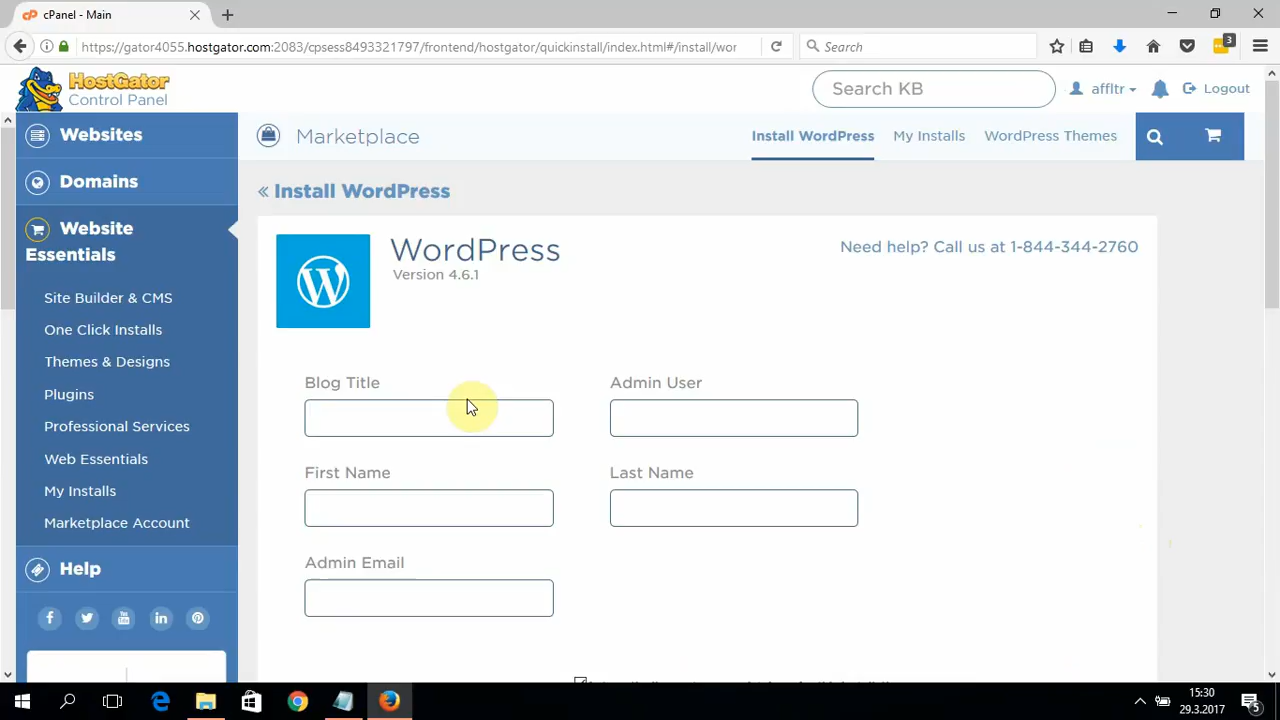 cPanel - Main
https://gator4055.hostgator.com:2083/cpsess8493321797/frontend/hostgator/quickinstall/index.html#/install/wor
Search
3
HostGator
Control Panel
Search KB
affltr
Logout
Websites
Domains
Website
Essentials
Site Builder & CMS
One Click Installs
Themes & Designs
Plugins
Professional Services
Web Essentials
My Installs
Marketplace Account
Help
Marketplace
Install WordPress
My Installs
WordPress Themes
« Install WordPress
WordPress
Version 4.6.1
Need help? Call us at 1-844-344-2760
Blog Title
Admin User
First Name
Last Name
Admin Email
15:30
29.3.2017
5